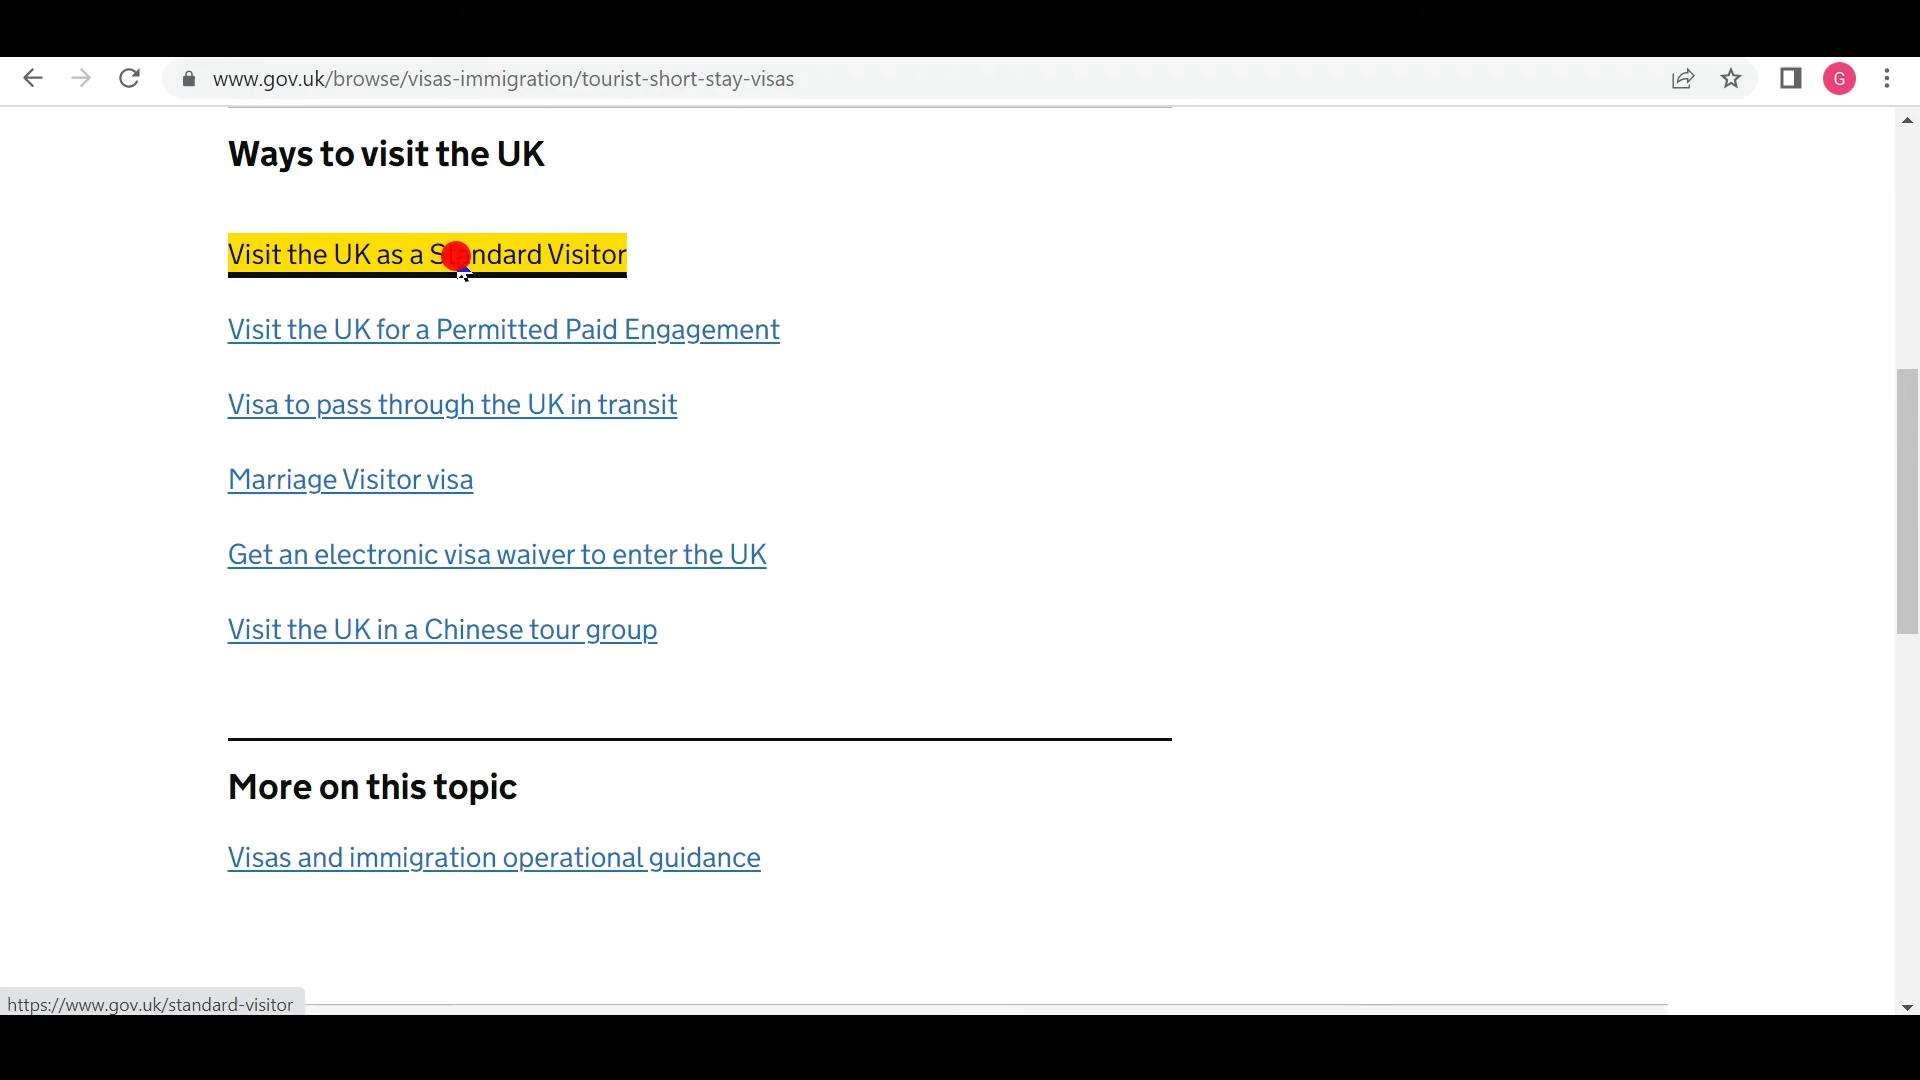 www.gov.uk/browse/visas-immigration/tourist-short-stay-visas
G
Ways to visit the UK
Visit the UK as a Standard Visitor
Visit the UK for a Permitted Paid Engagement
Visa to pass through the UK in transit
Marriage Visitor visa
Get an electronic visa waiver to enter the UK
Visit the UK in a Chinese tour group
More on this topic
Visas and immigration operational guidance
https://www.gov.uk/standard-visitor